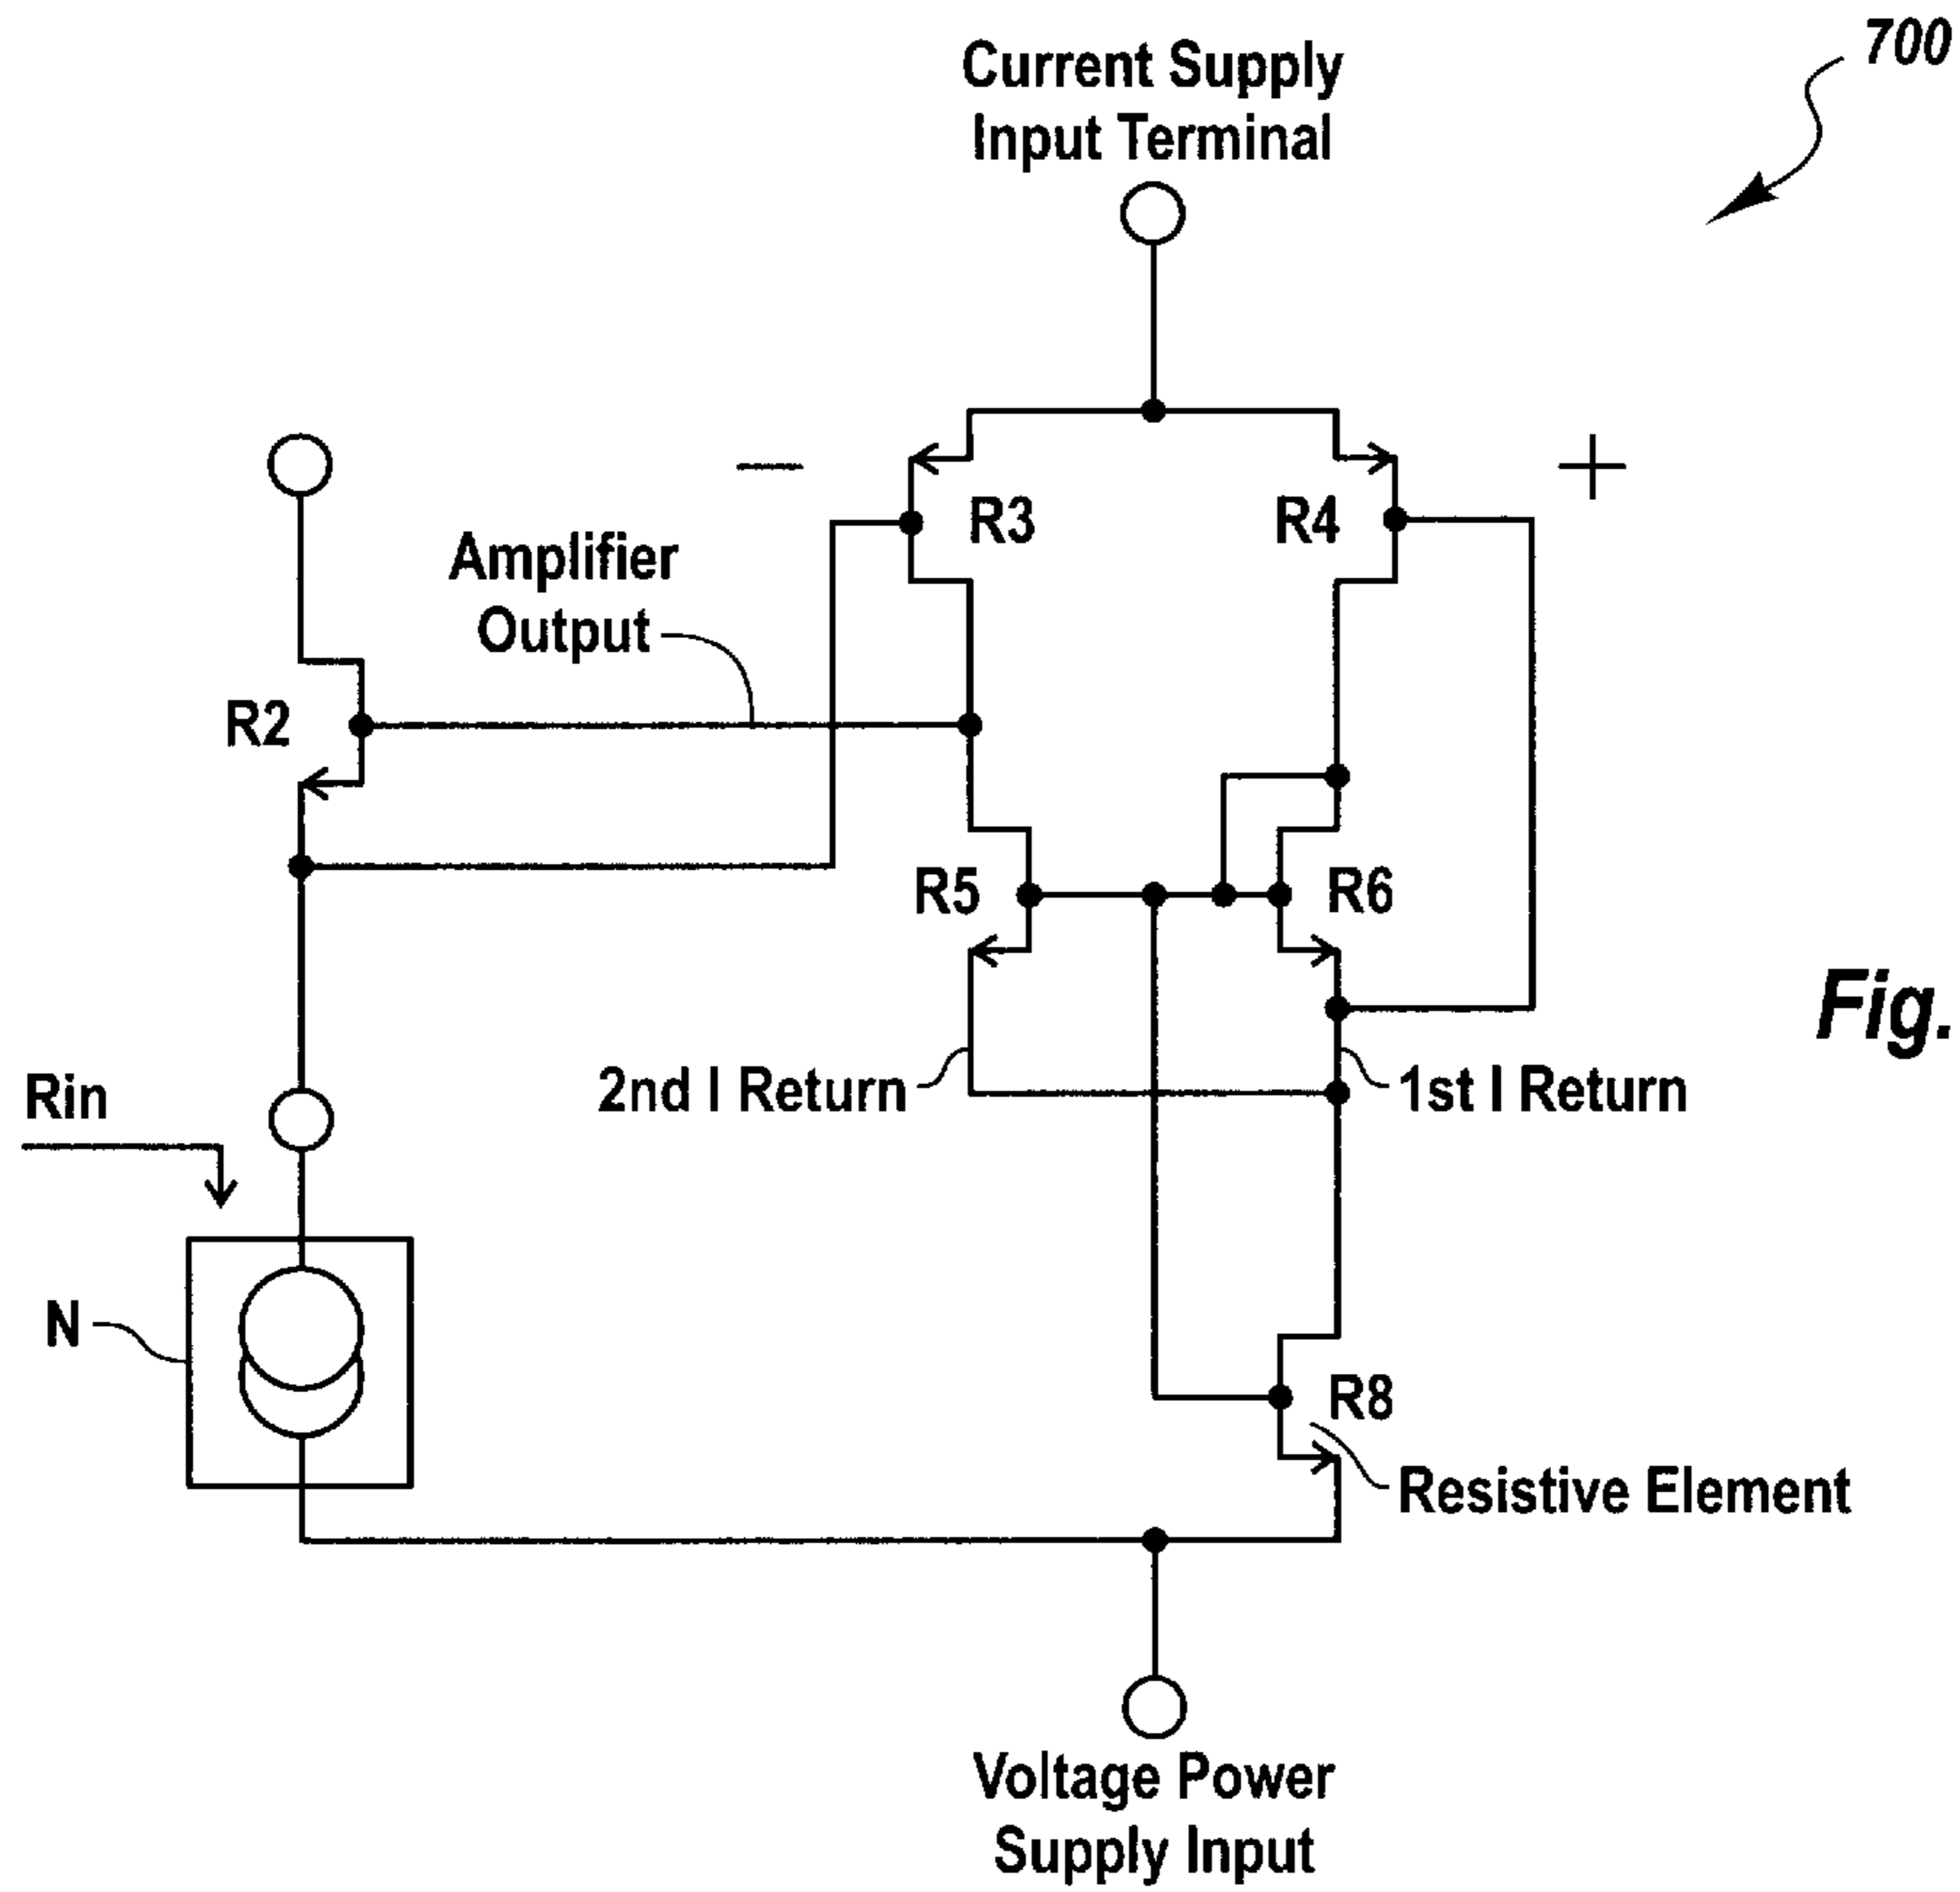 700
Current Supply
Input Terminal
−
+
R3
R4
Amplifier
Output
R2
R5
R6
Fig.
2nd I Return
1st I Return
Rin
N
R8
Resistive Element
Voltage Power
Supply Input